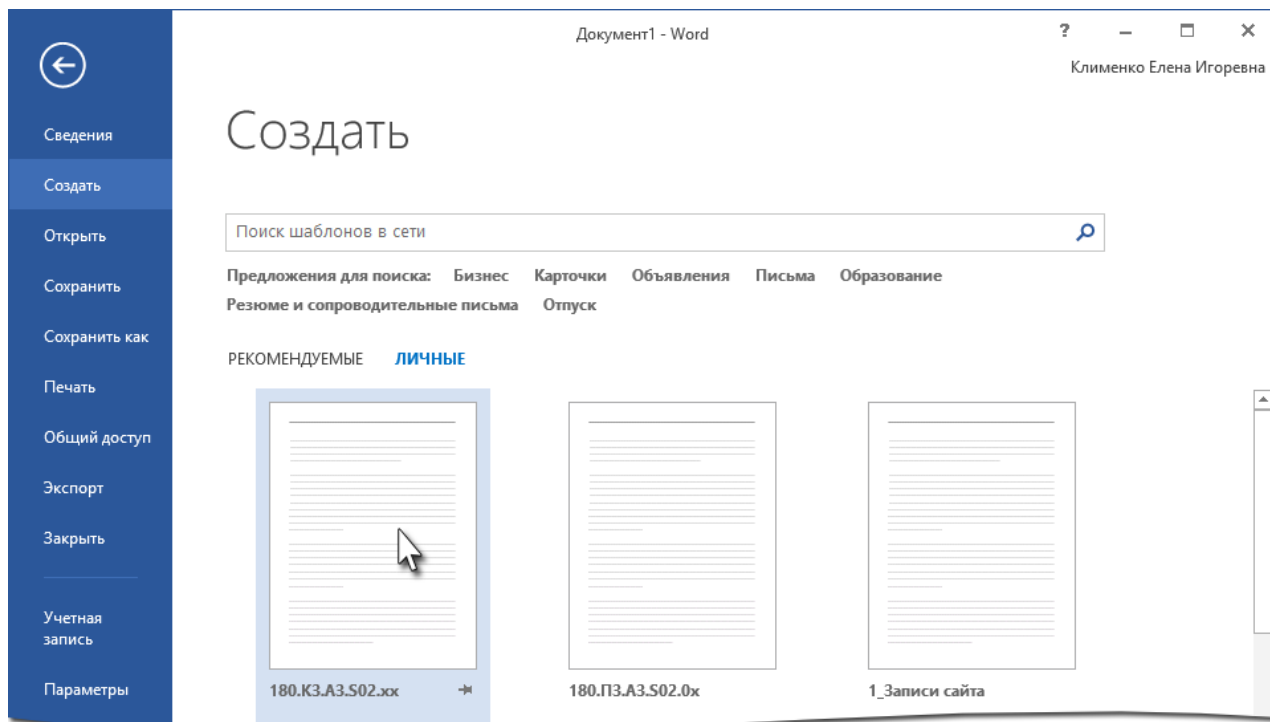 Документ1 - Word
?
Клименко Елена Игоревна
Сведения
Создать
Открыть
Сохранить
Сохранить как
Печать
Общий доступ
Экспорт
Закрыть
Учетная
запись
Параметры
Создать
Поиск шаблонов в сети
Предложения для поиска: Бизнес Карточки Объявления Письма Образование
Резюме и сопроводительные письма Отпуск
РЕКОМЕНДУЕМЫЕ ЛИЧНЫЕ
180.КЗ.АЗ.S02.xx 180.ПЗ.АЗ.S02.0x 1_Записи сайта